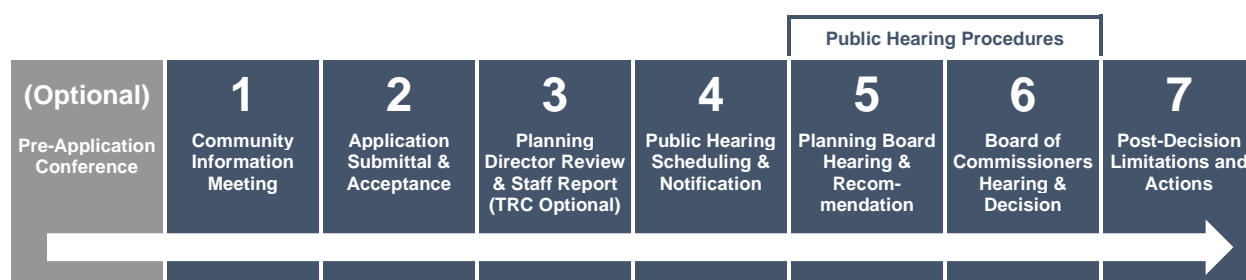 Public Hearing Procedures
(Optional)
Pre-Application
Conference
1
Community
Information
Meeting
2
Application
Submittal &
Acceptance
3
Planning
Director Review
& Staff Report
(TRC Optional)
4
Public Hearing
Scheduling &
Notification
5
Planning Board
Hearing &
Recom-
mendation
6
Board of
Commissioners
Hearing &
Decision
7
Post-Decision
Limitations and
Actions